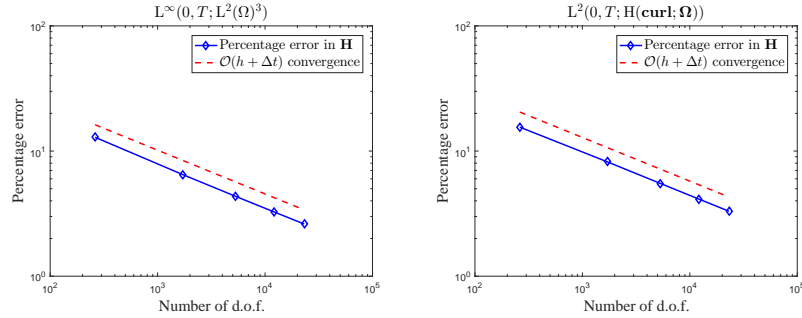 L^∞(0, T; L²(Ω)³)
10²
Percentage error in H
O(h + Δt) convergence
Percentage error
10¹
10⁰
10² 10³ 10⁴ 10⁵
Number of d.o.f.
L²(0, T; H(curl; Ω))
10²
Percentage error in H
O(h + Δt) convergence
Percentage error
10¹
10⁰
10² 10³ 10⁴ 10⁵
Number of d.o.f.